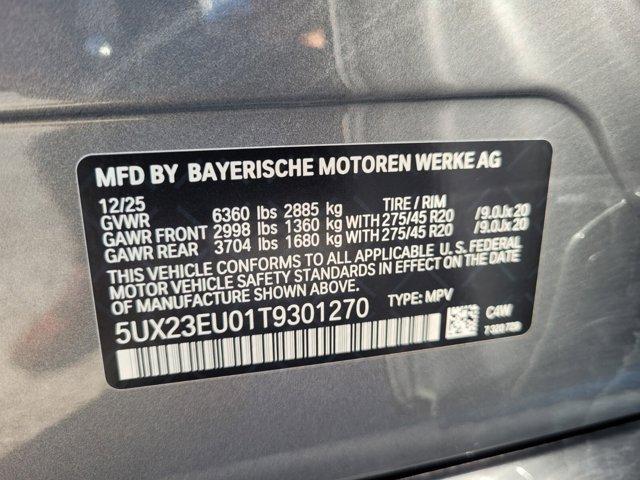 MFD BY BAYERISCHE MOTOREN WERKE AG
12/25 TIRE / RIM
GVWR 6360 lbs 2885 kg
GAWR FRONT 2998 lbs 1360 kg WITH 275/45 R20 /9.0Jx20
GAWR REAR 3704 lbs 1680 kg WITH 275/45 R20 /9.0Jx20
THIS VEHICLE CONFORMS TO ALL APPLICABLE U.S. FEDERAL
MOTOR VEHICLE SAFETY STANDARDS IN EFFECT ON THE DATE
OF MANUFACTURE SHOWN ABOVE.
5UX23EU01T9301270 TYPE: MPV
C4W